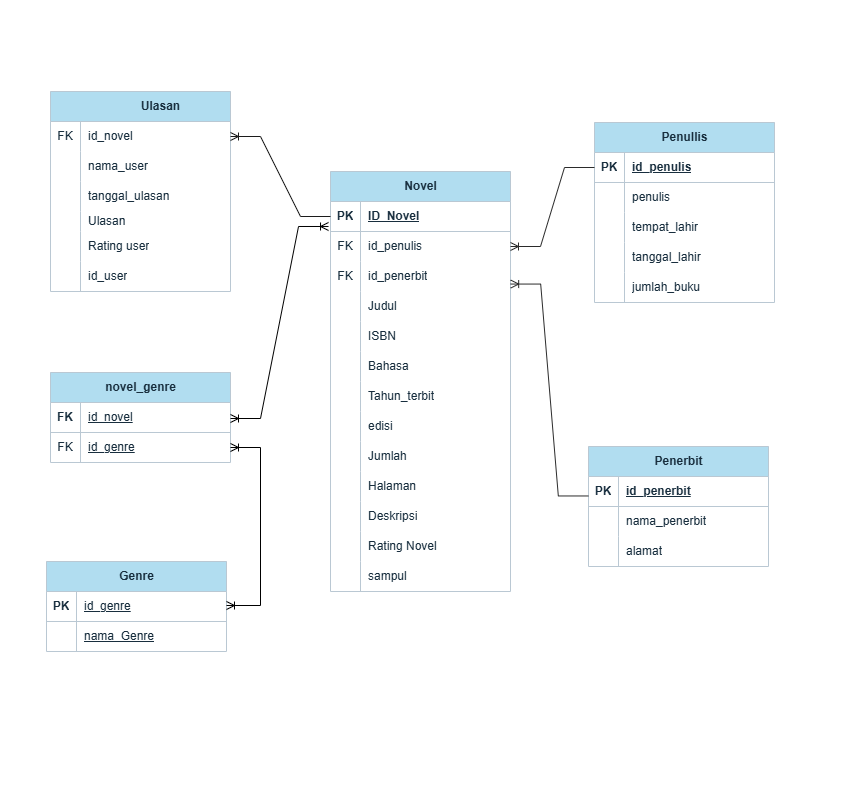 Ulasan
FK id_novel
nama_user
tanggal_ulasan
Ulasan
Rating user
id_user
Novel
PK ID_Novel
FK id_penulis
FK id_penerbit
Judul
ISBN
Bahasa
Tahun_terbit
edisi
Jumlah
Halaman
Deskripsi
Rating Novel
sampul
Penullis
PK id_penulis
penulis
tempat_lahir
tanggal_lahir
jumlah_buku
novel_genre
FK id_novel
FK id_genre
Penerbit
PK id_penerbit
nama_penerbit
alamat
Genre
PK id_genre
nama_Genre